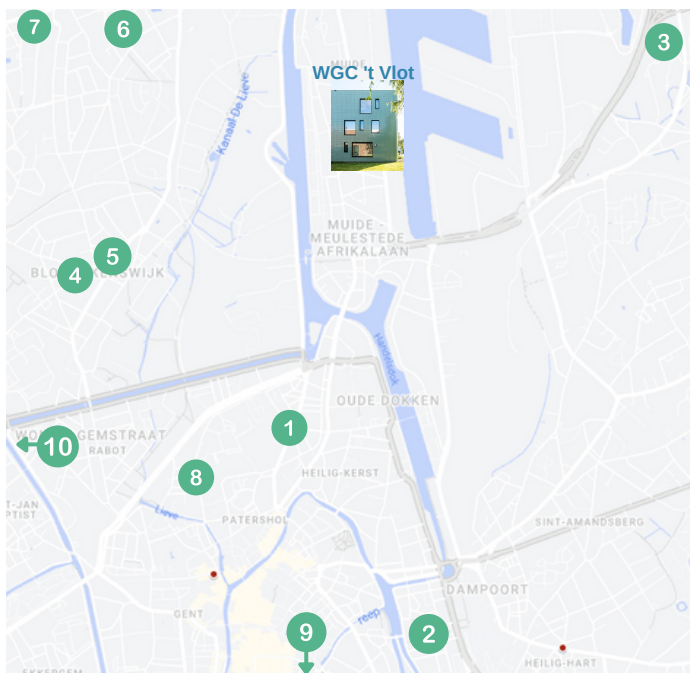 7
6
3
MUIDE
WGC 't Vlot
Kanaal De Lieve
MUIDE -
MEULESTEDE
- AFRIKALAAN
5
4
Handelsdok
OUDE DOKKEN
1
10
RABOT
HEILIG-KERST
8
Lieve
PATERSHOL
SINT-AMANDSBERG
DAMPOORT
GENT
reep
9
2
HEILIG-HART